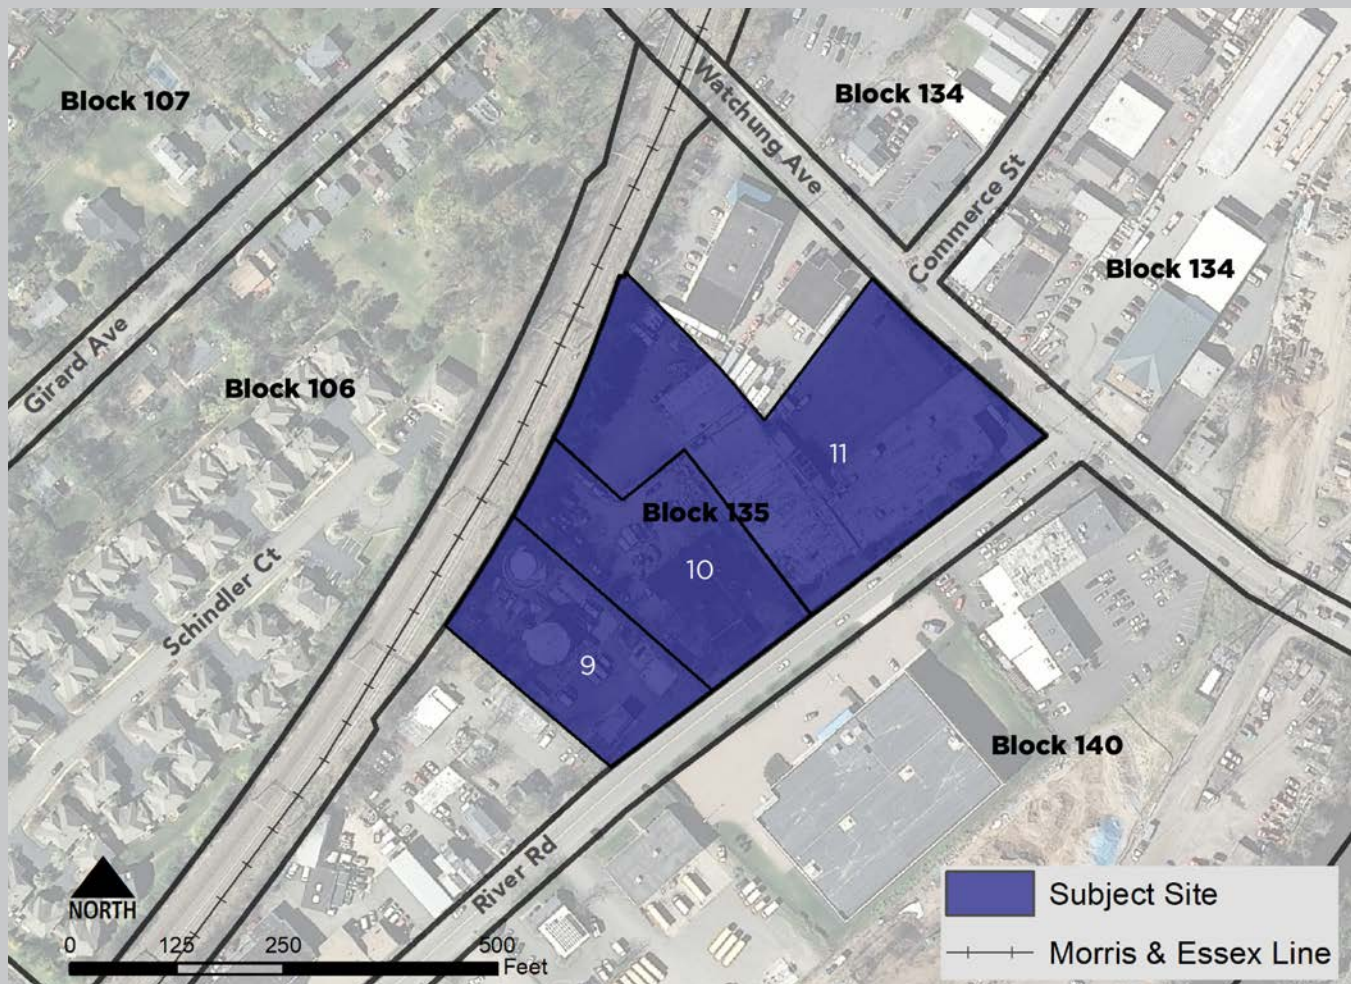 Block 107
Watchung Ave
Block 134
Commerce St
Block 134
Girard Ave
Block 106
11
Block 135
10
Schindler Ct
9
Block 140
River Rd
NORTH
0 125 250 500
Feet
Subject Site
Morris & Essex Line